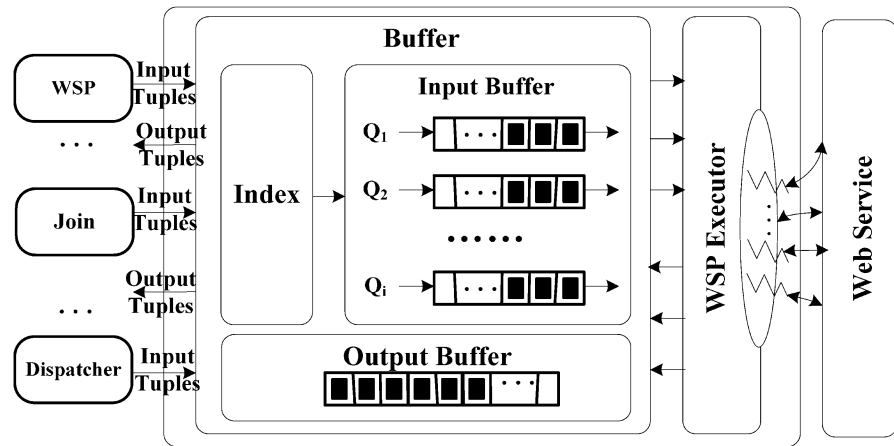 Buffer
WSP
Input
Tuples
. . .
Output
Tuples
Join
Input
Tuples
Output
Tuples
. . .
Dispatcher
Input
Tuples
Index
Input Buffer
Q1
. . .
Q2
. . .
. . . . . .
Qi
. . .
Output Buffer
. . .
WSP Executor
. . .
Web Service